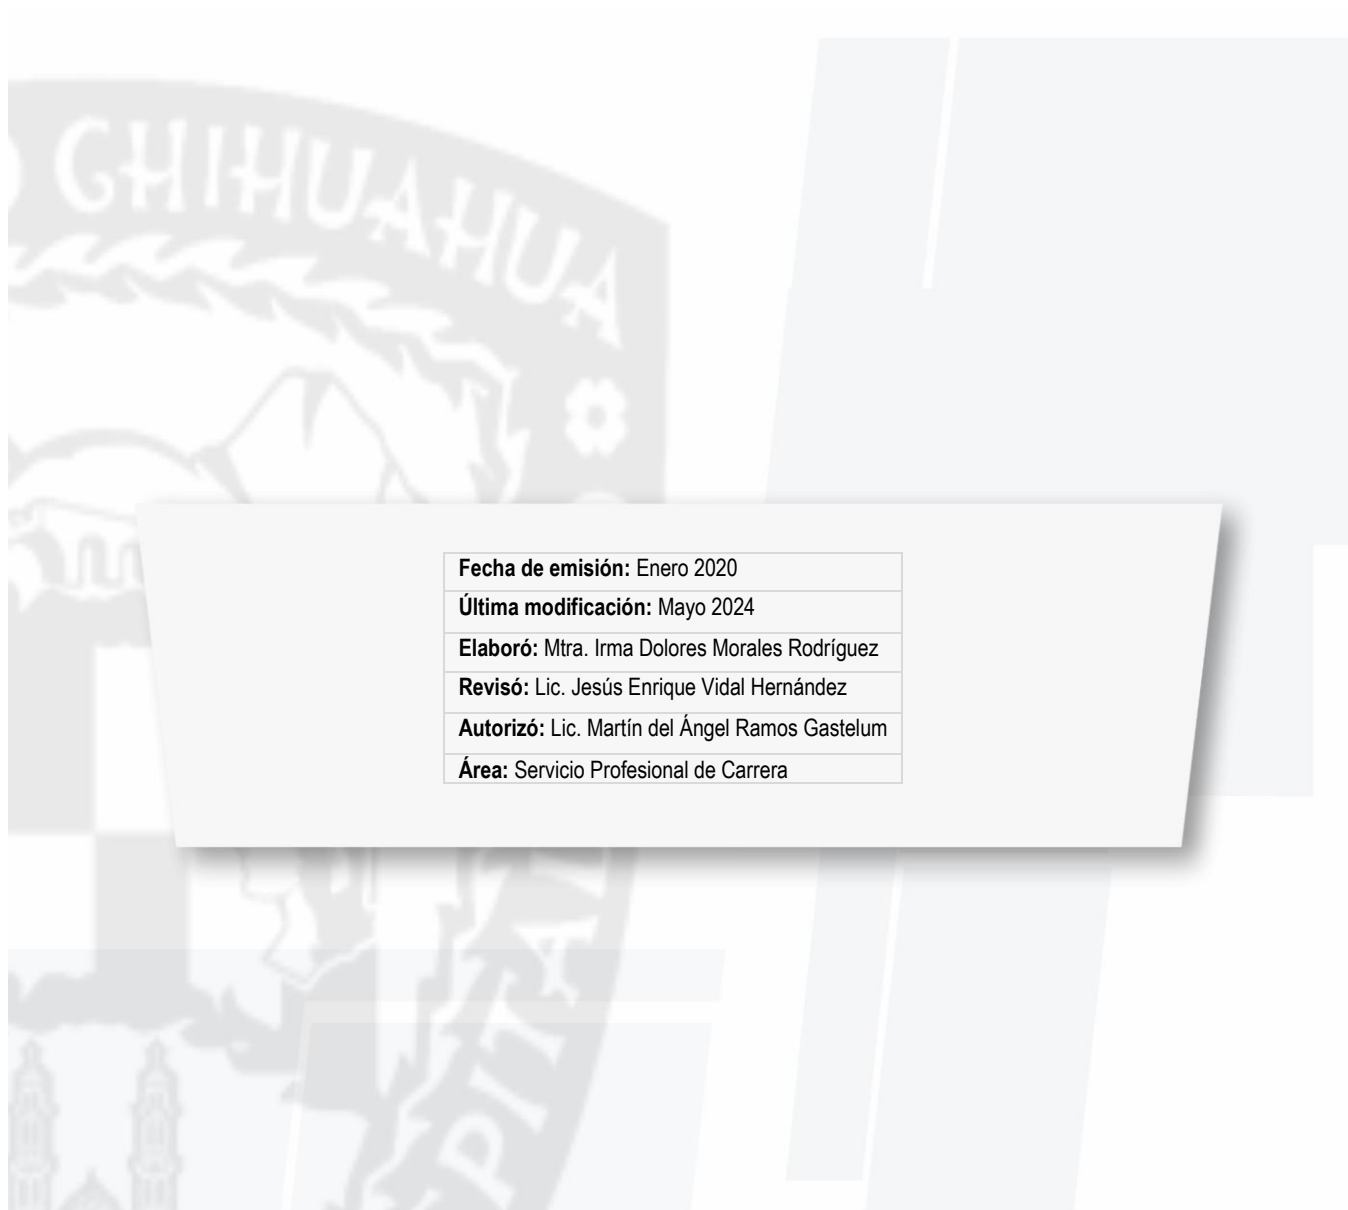 CHIHUAHUA
Fecha de emisión: Enero 2020
Última modificación: Mayo 2024
Elaboró: Mtra. Irma Dolores Morales Rodríguez
Revisó: Lic. Jesús Enrique Vidal Hernández
Autorizó: Lic. Martín del Ángel Ramos Gastelum
Área: Servicio Profesional de Carrera